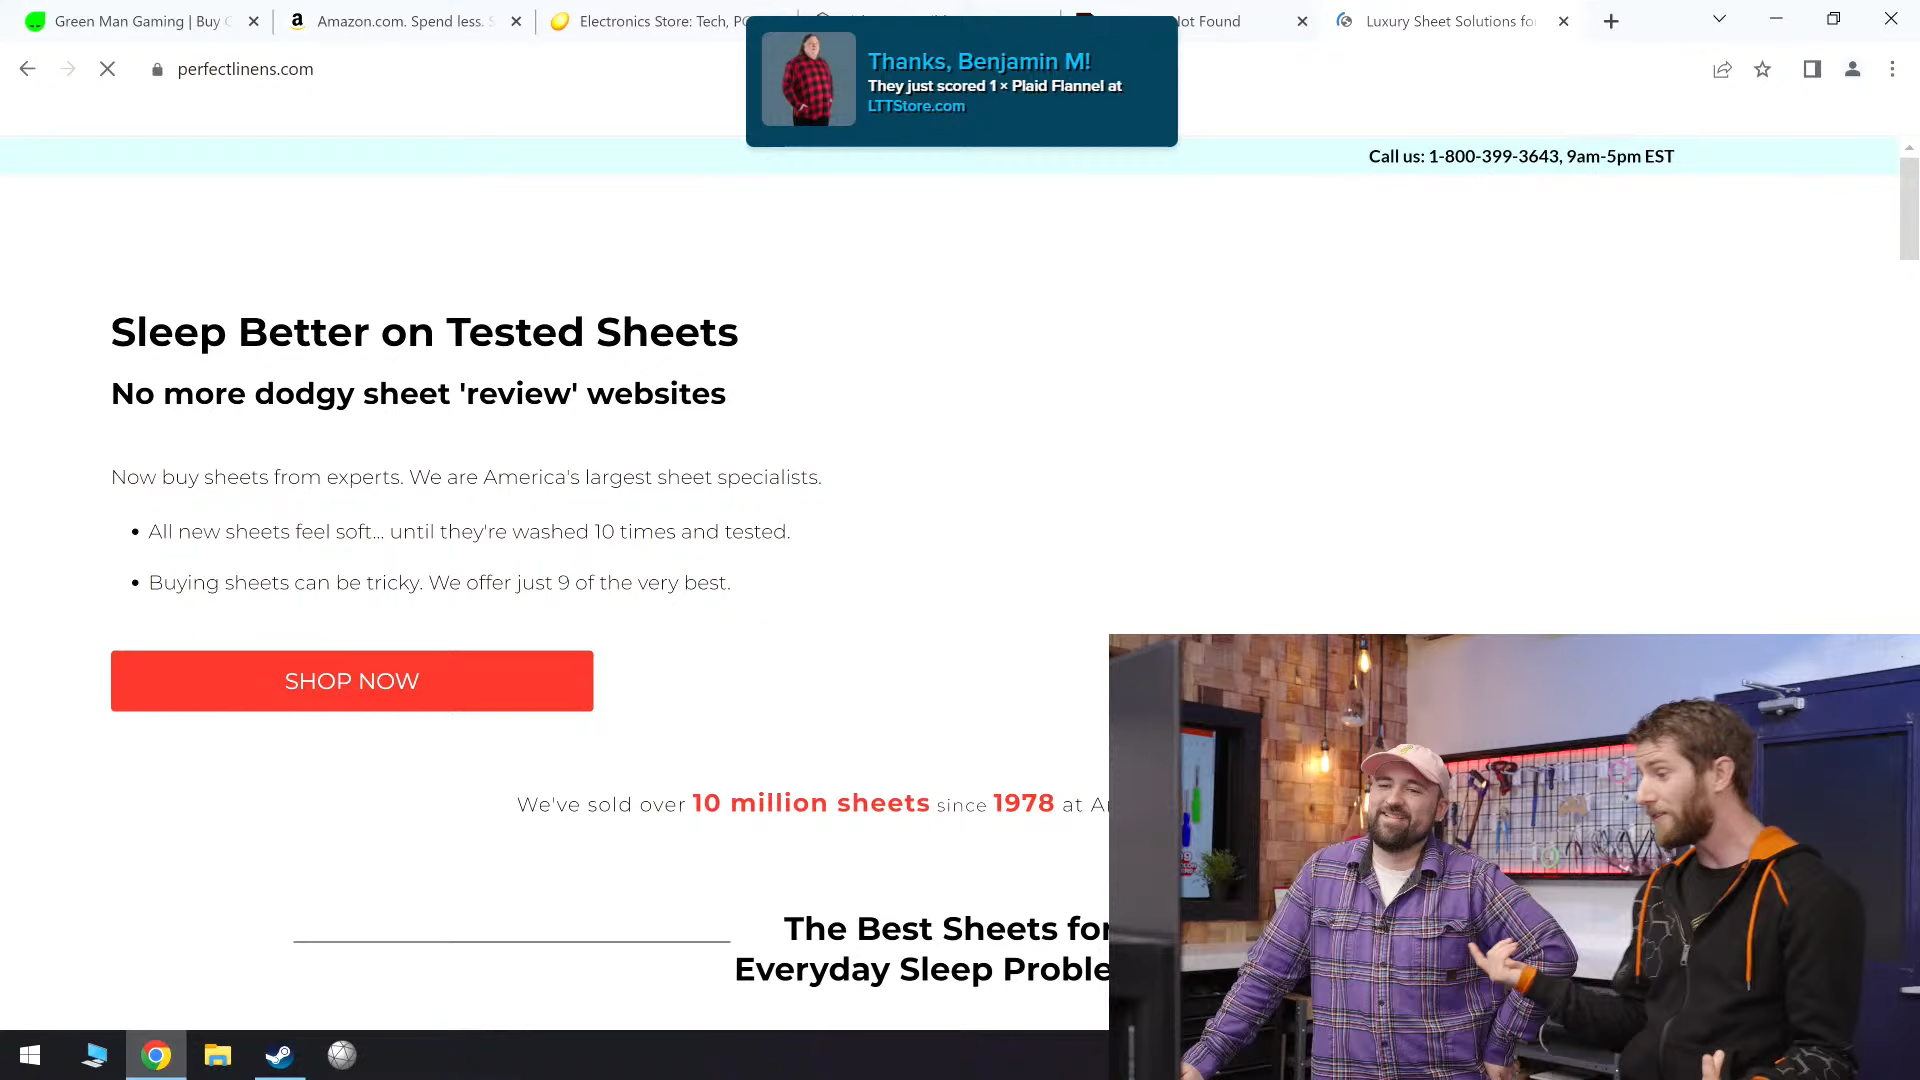 Green Man Gaming | Buy
Amazon.com. Spend less.
Electronics Store: Tech, PC
Not Found
Luxury Sheet Solutions for
perfectlinens.com
Thanks, Benjamin M!
They just scored 1 × Plaid Flannel at
LTTStore.com
Call us: 1-800-399-3643, 9am-5pm EST
Sleep Better on Tested Sheets
No more dodgy sheet 'review' websites
Now buy sheets from experts. We are America's largest sheet specialists.
• All new sheets feel soft... until they're washed 10 times and tested.
• Buying sheets can be tricky. We offer just 9 of the very best.
SHOP NOW
We've sold over 10 million sheets since 1978 at
The Best Sheets for
Everyday Sleep Proble